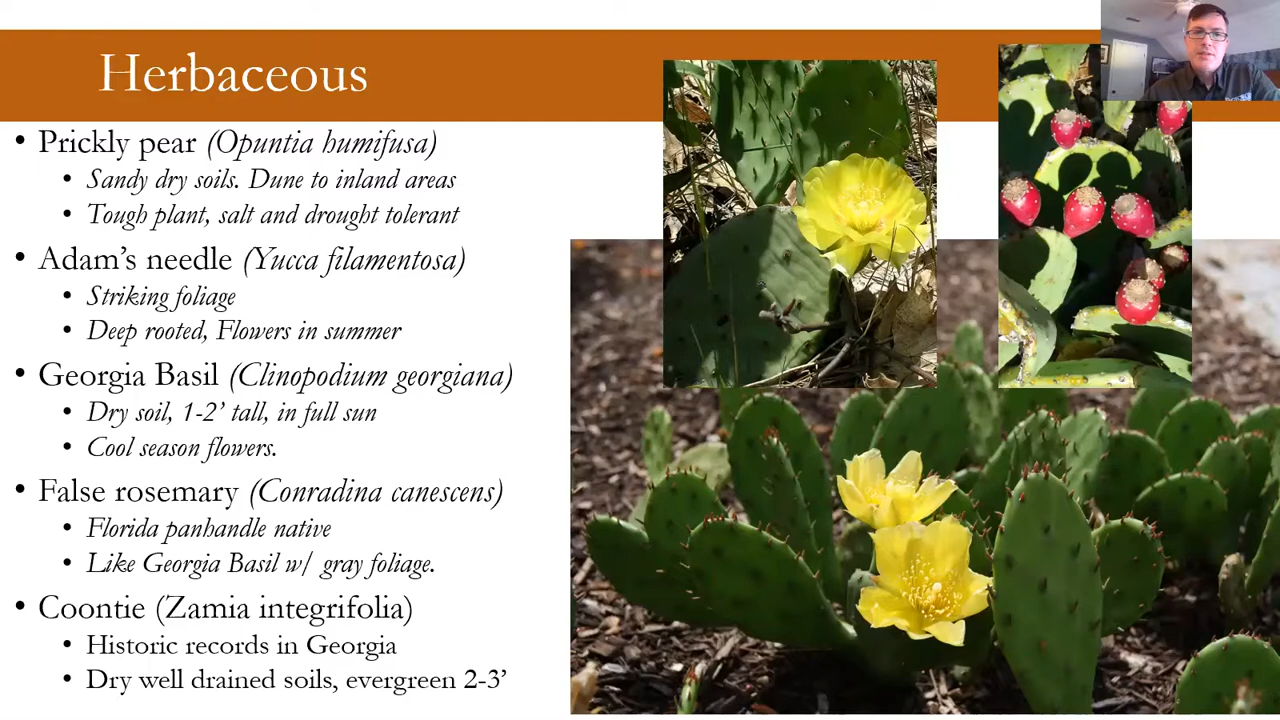 Herbaceous
• Prickly pear (Opuntia humifusa)
• Sandy dry soils. Dune to inland areas
• Tough plant, salt and drought tolerant
• Adam's needle (Yucca filamentosa)
• Striking foliage
• Deep rooted, Flowers in summer
• Georgia Basil (Clinopodium georgiana)
• Dry soil, 1-2' tall, in full sun
• Cool season flowers.
• False rosemary (Conradina canescens)
• Florida panhandle native
• Like Georgia Basil w/ gray foliage.
• Coontie (Zamia integrifolia)
• Historic records in Georgia
• Dry well drained soils, evergreen 2-3'